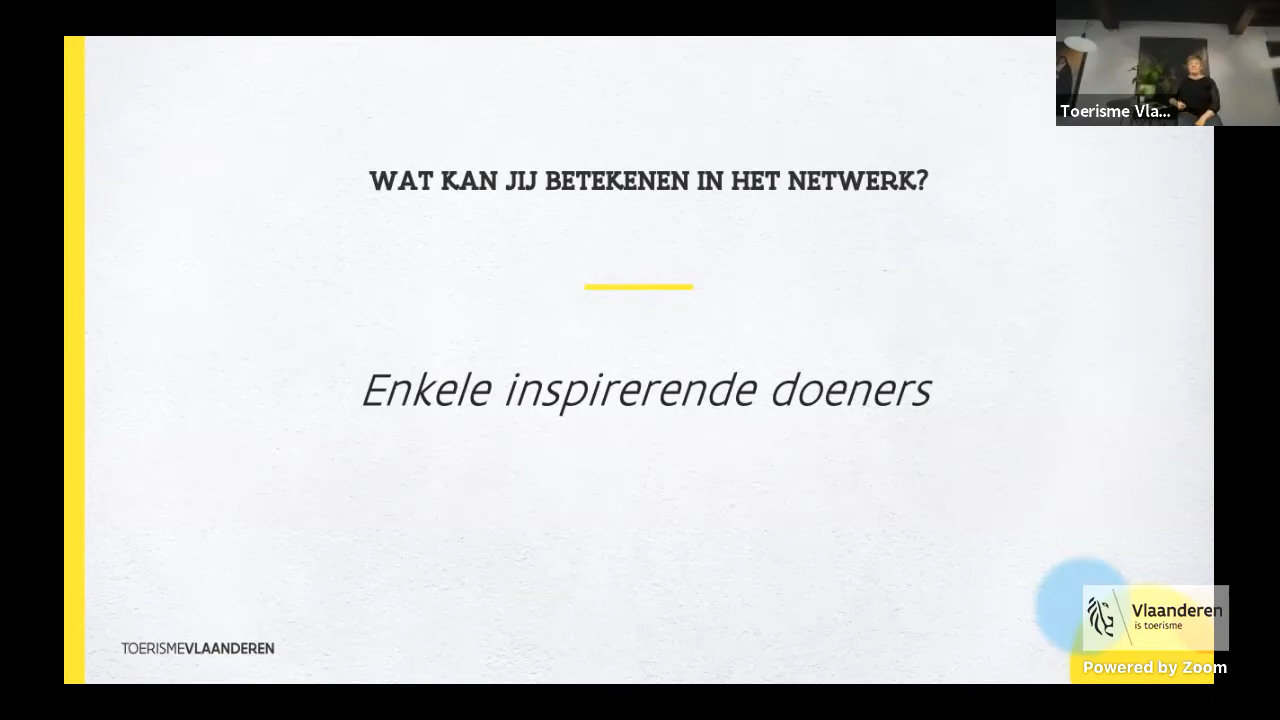 Toerisme Vla...
WAT KAN JIJ BETEKENEN IN HET NETWERK?
Enkele inspirerende doeners
TOERISMEVLAANDEREN
Vlaanderen
is toerisme
Powered by Zoom